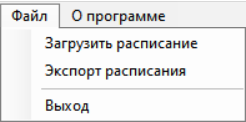 Файл О программе
Загрузить расписание
Экспорт расписания
Выход